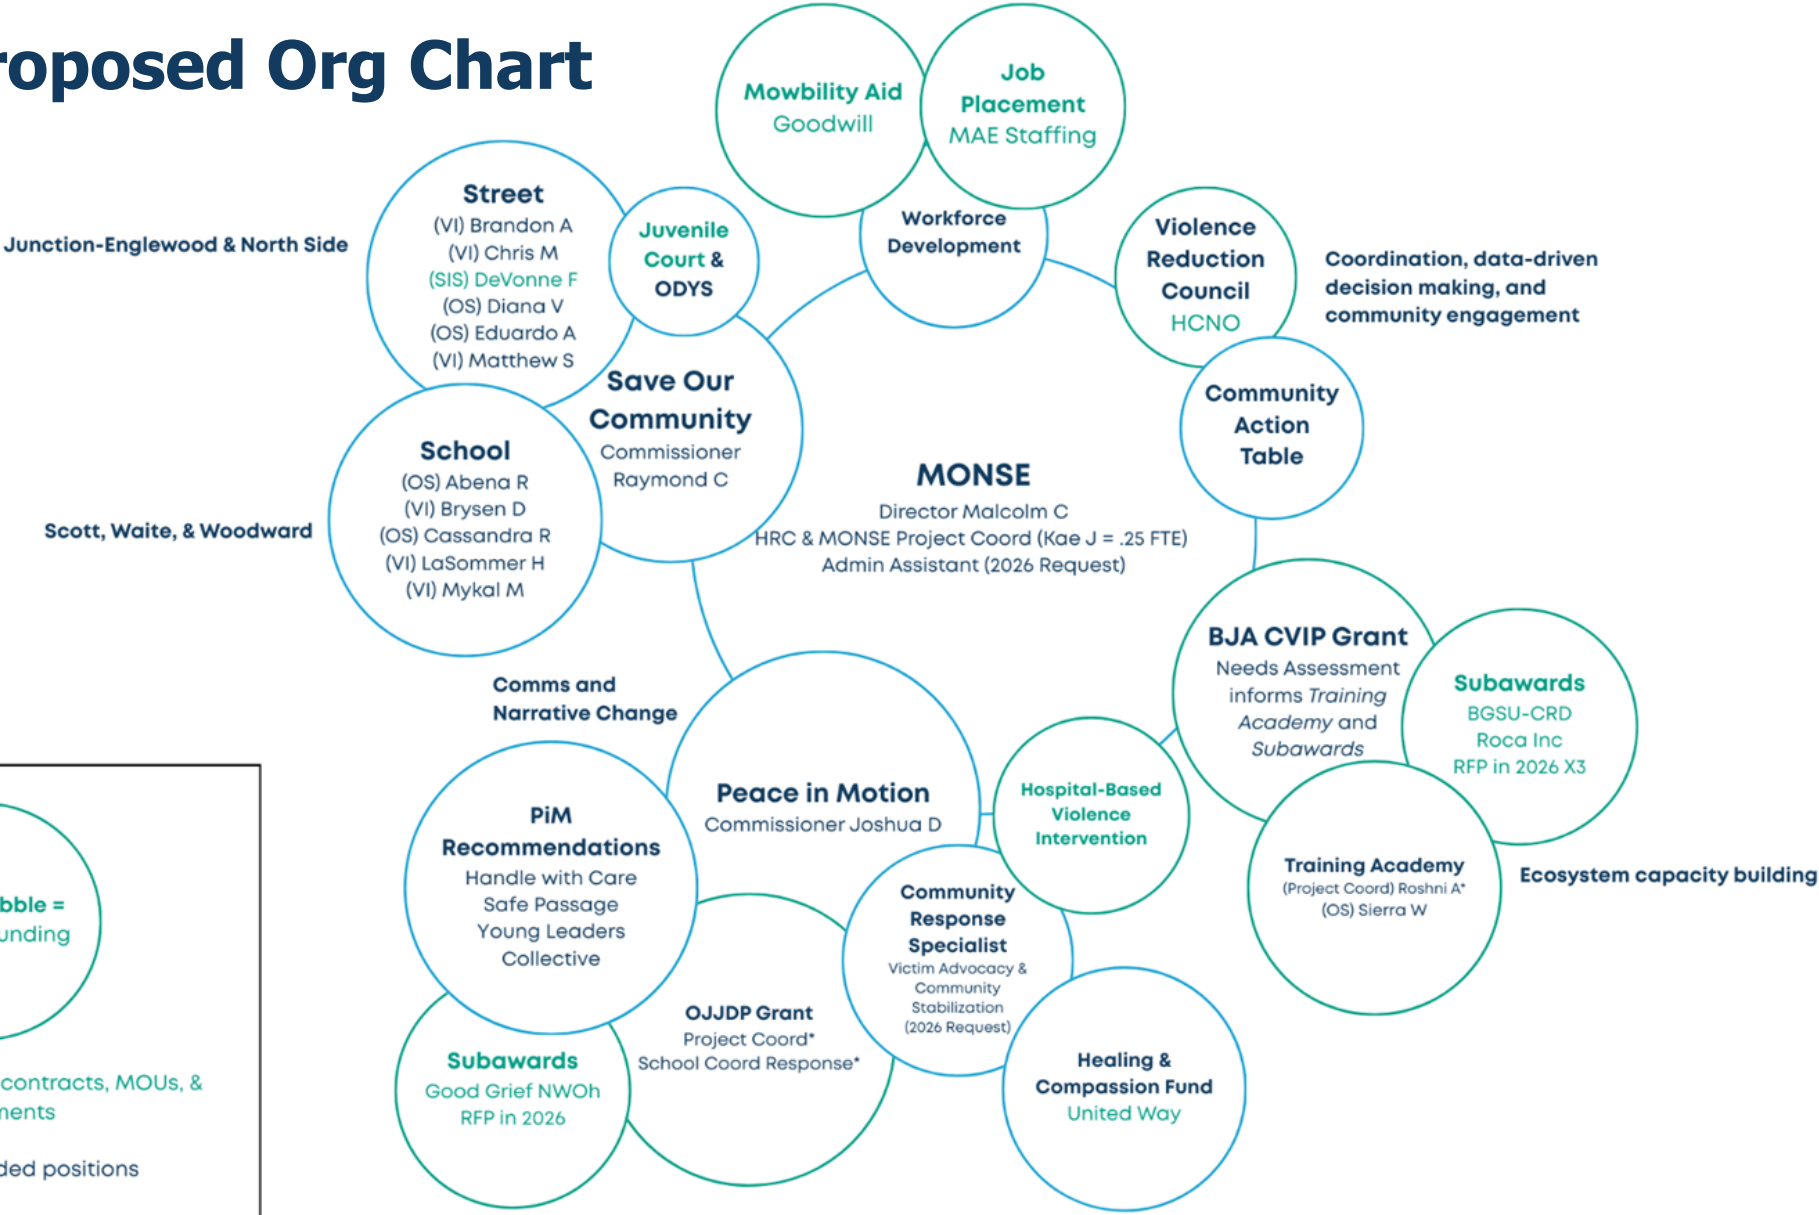 roposed Org Chart
Mowbility Aid
Goodwill
Job
Placement
MAE Staffing
Workforce
Development
Street
(VI) Brandon A
(VI) Chris M
(SIS) DeVonne F
(OS) Diana V
(OS) Eduardo A
(VI) Matthew S
Junction-Englewood & North Side
Juvenile
Court &
ODYS
Violence
Reduction
Council
HCNO
Coordination, data-driven
decision making, and
community engagement
Save Our
Community
Commissioner
Raymond C
Community
Action
Table
School
(OS) Abena R
(VI) Brysen D
(OS) Cassandra R
(VI) LaSommer H
(VI) Mykal M
Scott, Waite, & Woodward
MONSE
Director Malcolm C
HRC & MONSE Project Coord (Kae J = .25 FTE)
Admin Assistant (2026 Request)
BJA CVIP Grant
Needs Assessment
informs Training
Academy and
Subawards
Subawards
BGSU-CRD
Roca Inc
RFP in 2026 X3
Comms and
Narrative Change
Peace in Motion
Commissioner Joshua D
Hospital-Based
Violence
Intervention
PiM
Recommendations
Handle with Care
Safe Passage
Young Leaders
Collective
Training Academy
(Project Coord) Roshni A*
(OS) Sierra W
Ecosystem capacity building
Community
Response
Specialist
Victim Advocacy &
Community
Stabilization
(2026 Request)
OJJDP Grant
Project Coord*
School Coord Response*
Subawards
Good Grief NWOh
RFP in 2026
Healing &
Compassion Fund
United Way
bble =
unding
contracts, MOUs, &
ments
ded positions